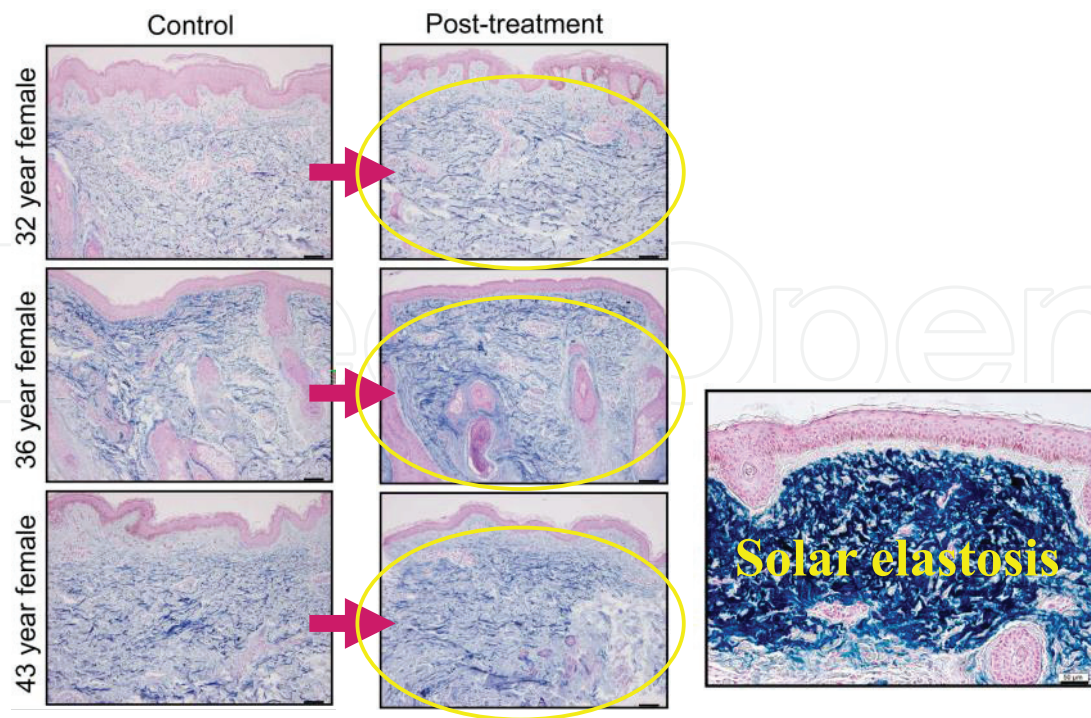 Control
Post-treatment
32 year female
36 year female
43 year female
Solar elastosis
50 µm